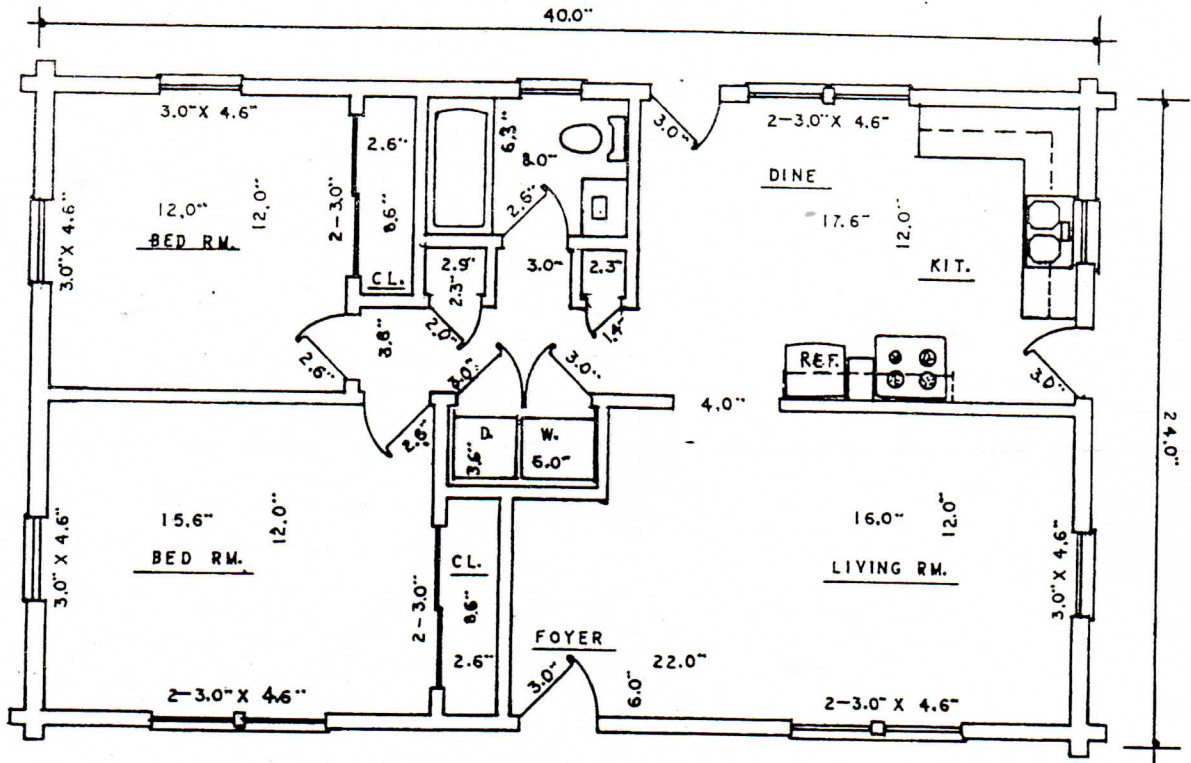 40.0"
3.0" X 4.6"
2.6"
6.3"
8.0"
3.0"
2-3.0" X 4.6"
DINE
12.0"
12.0"
BED RM.
3.0" X 4.6"
2-3.0"
8.6"
CL.
2.6"
17.6"
12.0"
KIT.
2.9"
2.3"
3.0"
2.3"
2.0"
1.4"
3.8"
2.6"
3.0"
3.0"
REF.
3.0"
24.0"
4.0"
2.6"
D.
W.
3.6"
6.0"
15.6"
12.0"
BED RM.
3.0" X 4.6"
16.0"
12.0"
LIVING RM.
3.0" X 4.6"
CL.
2-3.0"
8.6"
2.6"
FOYER
3.0"
6.0"
22.0"
2-3.0" X 4.6"
2-3.0" X 4.6"